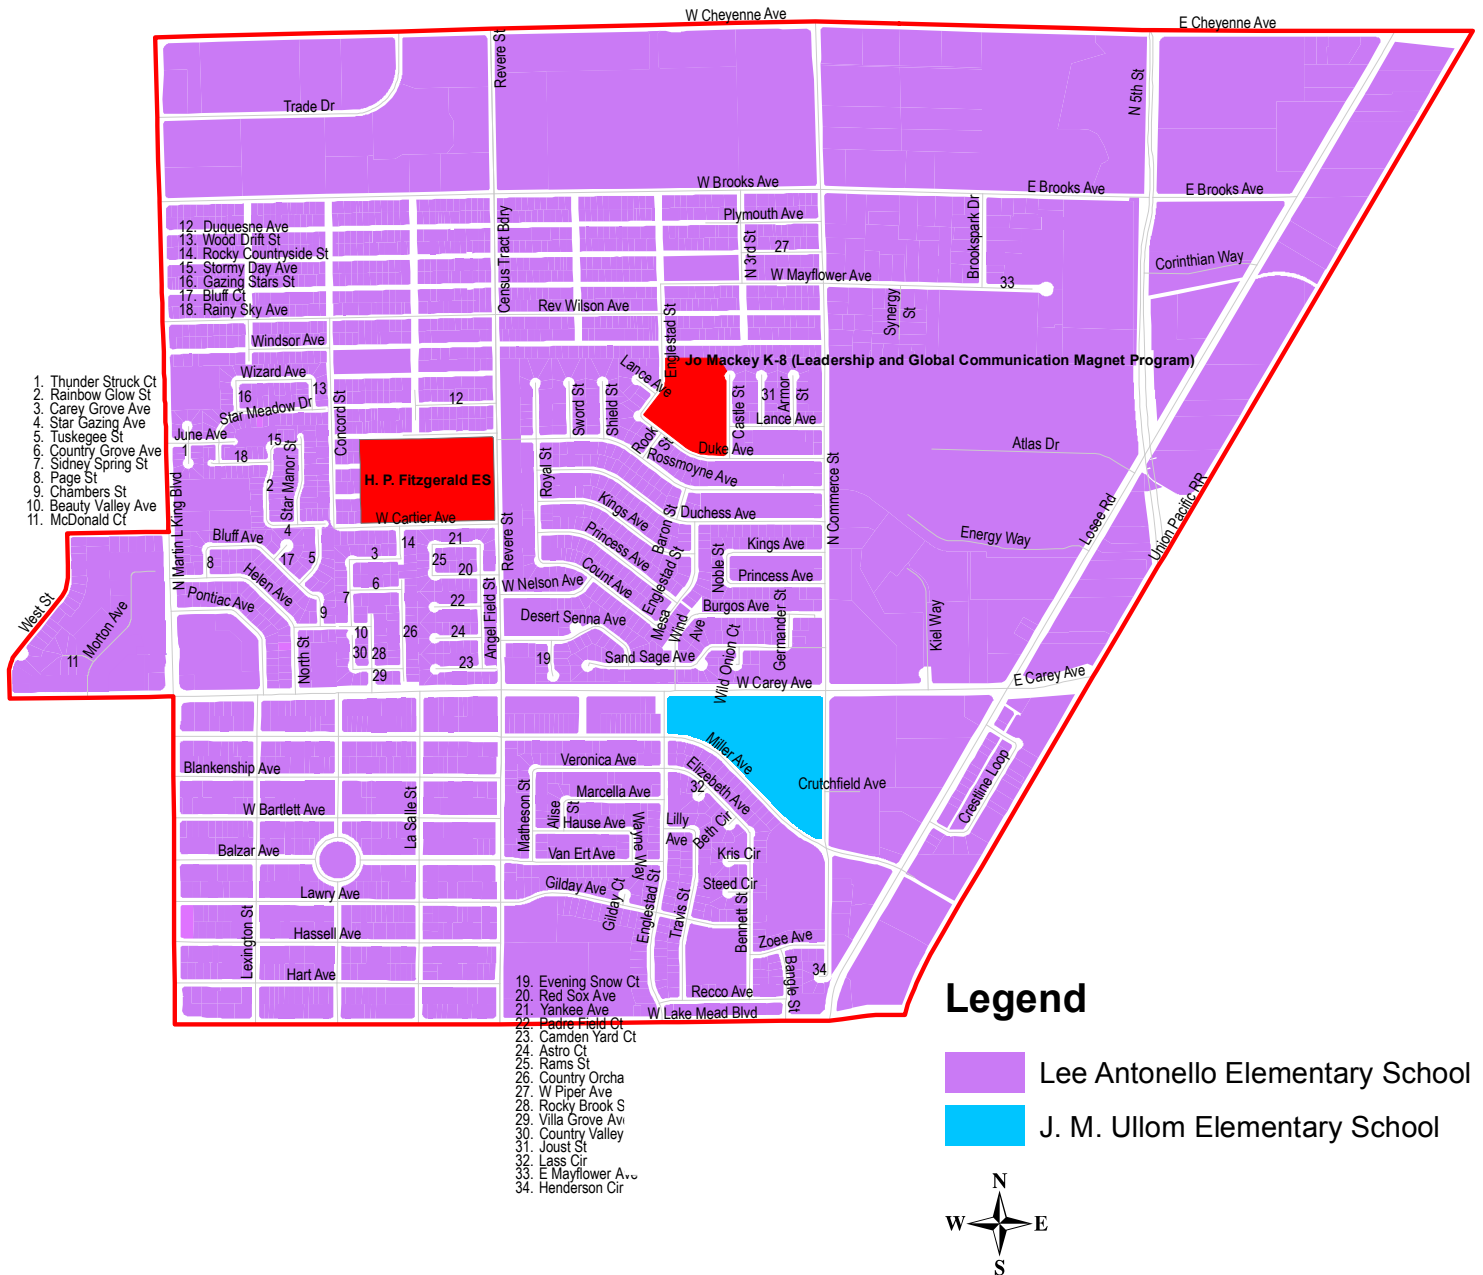 W Cheyenne Ave
E Cheyenne Ave
Revere St
N 5th St
Trade Dr
W Brooks Ave
E Brooks Ave
E Brooks Ave
Plymouth Ave
Census Tract Bdry
N 3rd St
27
Brookspark Dr
12. Duquesne Ave
13. Wood Drift St
14. Rocky Countryside St
15. Stormy Day Ave
16. Gazing Stars St
17. Bluff Ct
18. Rainy Sky Ave
Corinthian Way
W Mayflower Ave
33
Synergy
St
Rev Wilson Ave
Englestad St
Windsor Ave
Jo Mackey K-8 (Leadership and Global Communication Magnet Program)
Lance Ave
Wizard Ave
13
16
Star Meadow Dr
12
Concord St
Sword St
Shield St
Castle St
31
Armor
St
Lance Ave
1. Thunder Struck Ct
2. Rainbow Glow St
3. Carey Grove Ave
4. Star Gazing Ave
5. Tuskegee St
6. Country Grove Ave
7. Sidney Spring St
8. Page St
9. Chambers St
10. Beauty Valley Ave
11. McDonald Ct
June Ave
1
15
18
2
Star Manor St
Rook
St
Duke Ave
Rossmoyne Ave
Atlas Dr
H. P. Fitzgerald ES
Royal St
N Martin L King Blvd
N Commerce St
Losee Rd
Union Pacific RR
W Cartier Ave
Kings Ave
Duchess Ave
Baron St
Energy Way
4
Bluff Ave
17
5
8
Helen Ave
14
3
21
25
20
Revere St
Princess Ave
Kings Ave
Noble St
Princess Ave
Count Ave
Englestad St
W Nelson Ave
6
7
22
Angel Field St
Pontiac Ave
9
West St
Morton Ave
11
Desert Senna Ave
Burgos Ave
Mesa
Wind
Ave
Wild Onion Ct
Germander St
Kiel Way
10
26
24
30
28
23
29
North St
19
Sand Sage Ave
W Carey Ave
E Carey Ave
Miller Ave
Blankenship Ave
Veronica Ave
Elizebeth Ave
32
Crutchfield Ave
Crestline Loop
Matheson St
Marcella Ave
Alise
St
Hause Ave
Wayne Way
Lilly
Ave
Beth Cir
W Bartlett Ave
La Salle St
Balzar Ave
Van Ert Ave
Kris Cir
Lawry Ave
Gilday Ave
Gilday Ct
Englestad St
Travis St
Steed Cir
Bennett St
Lexington St
Hassell Ave
Zoee Ave
Bangle St
34
Hart Ave
Recco Ave
W Lake Mead Blvd
19. Evening Snow Ct
20. Red Sox Ave
21. Yankee Ave
22. Padre Field Ct
23. Camden Yard Ct
24. Astro Ct
25. Rams St
26. Country Orcha
27. W Piper Ave
28. Rocky Brook S
29. Villa Grove Av
30. Country Valley
31. Joust St
32. Lass Cir
33. E Mayflower Ave
34. Henderson Cir
Legend
Lee Antonello Elementary School
J. M. Ullom Elementary School
N
W
E
S